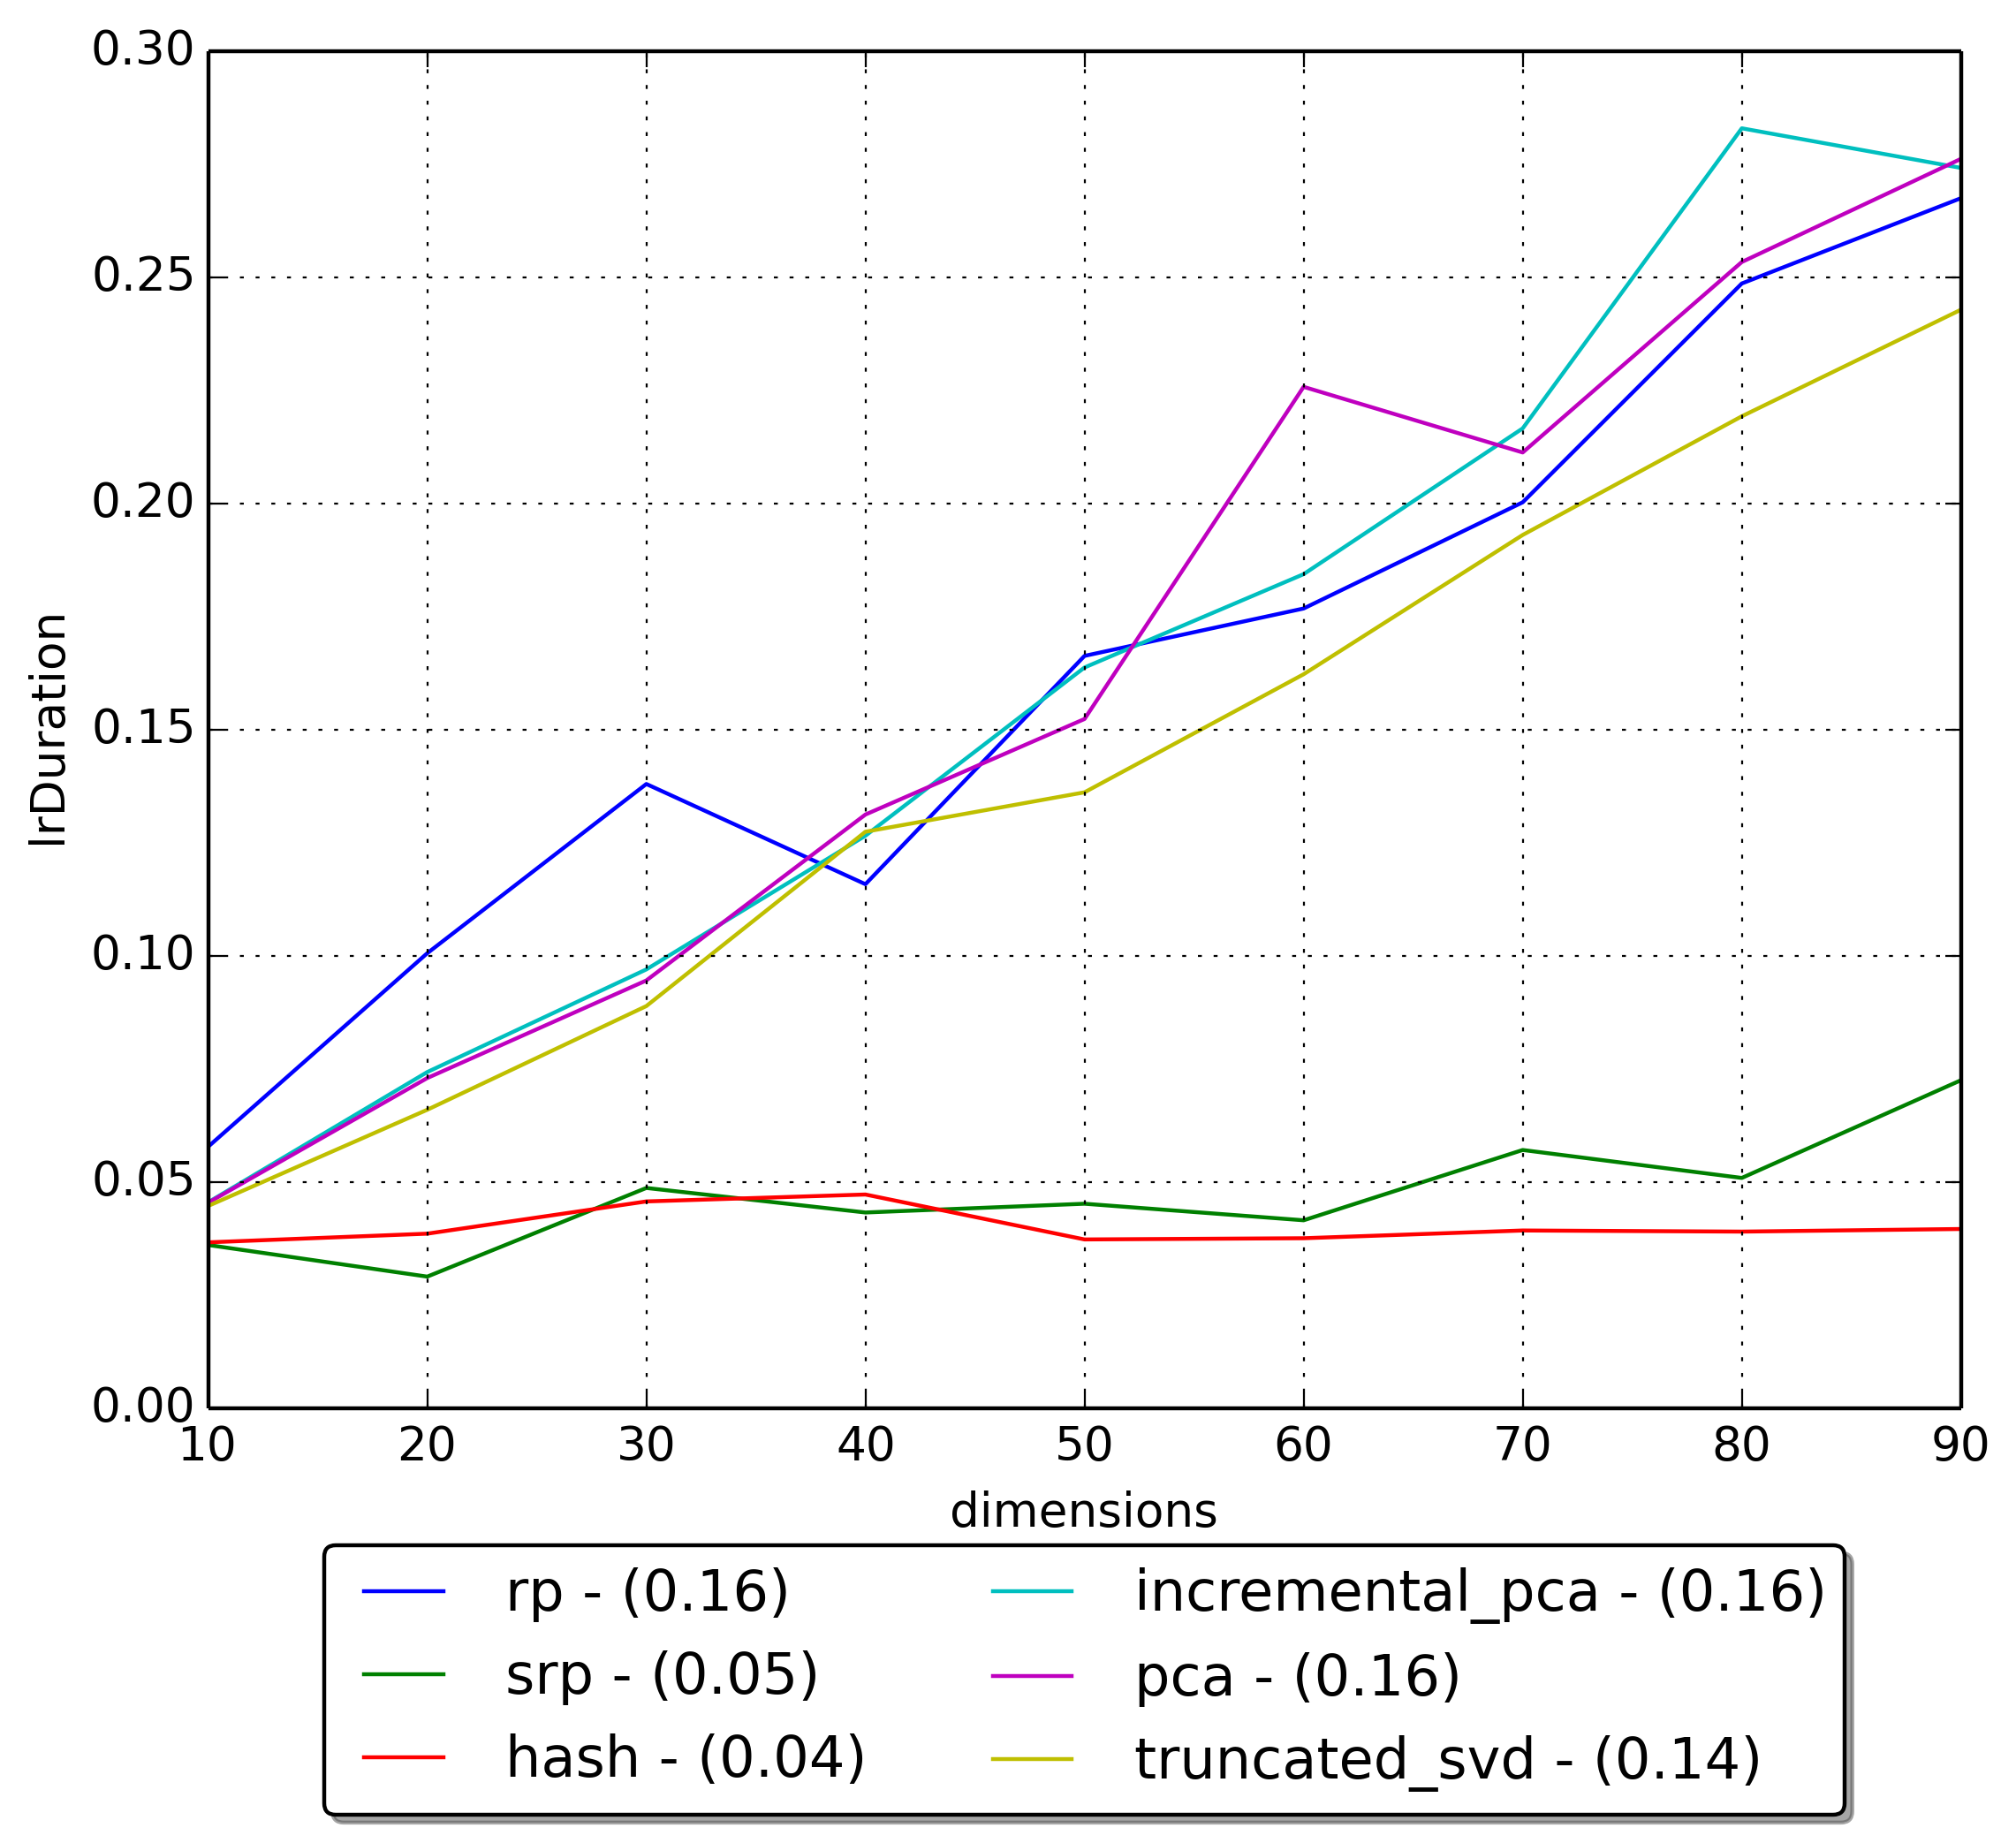 0.30
0.25
0.20
0.15
0.10
0.05
0.00
lrDuration
10 20 30 40 50 60 70 80 90
dimensions
rp - (0.16)
srp - (0.05)
hash - (0.04)
incremental_pca - (0.16)
pca - (0.16)
truncated_svd - (0.14)